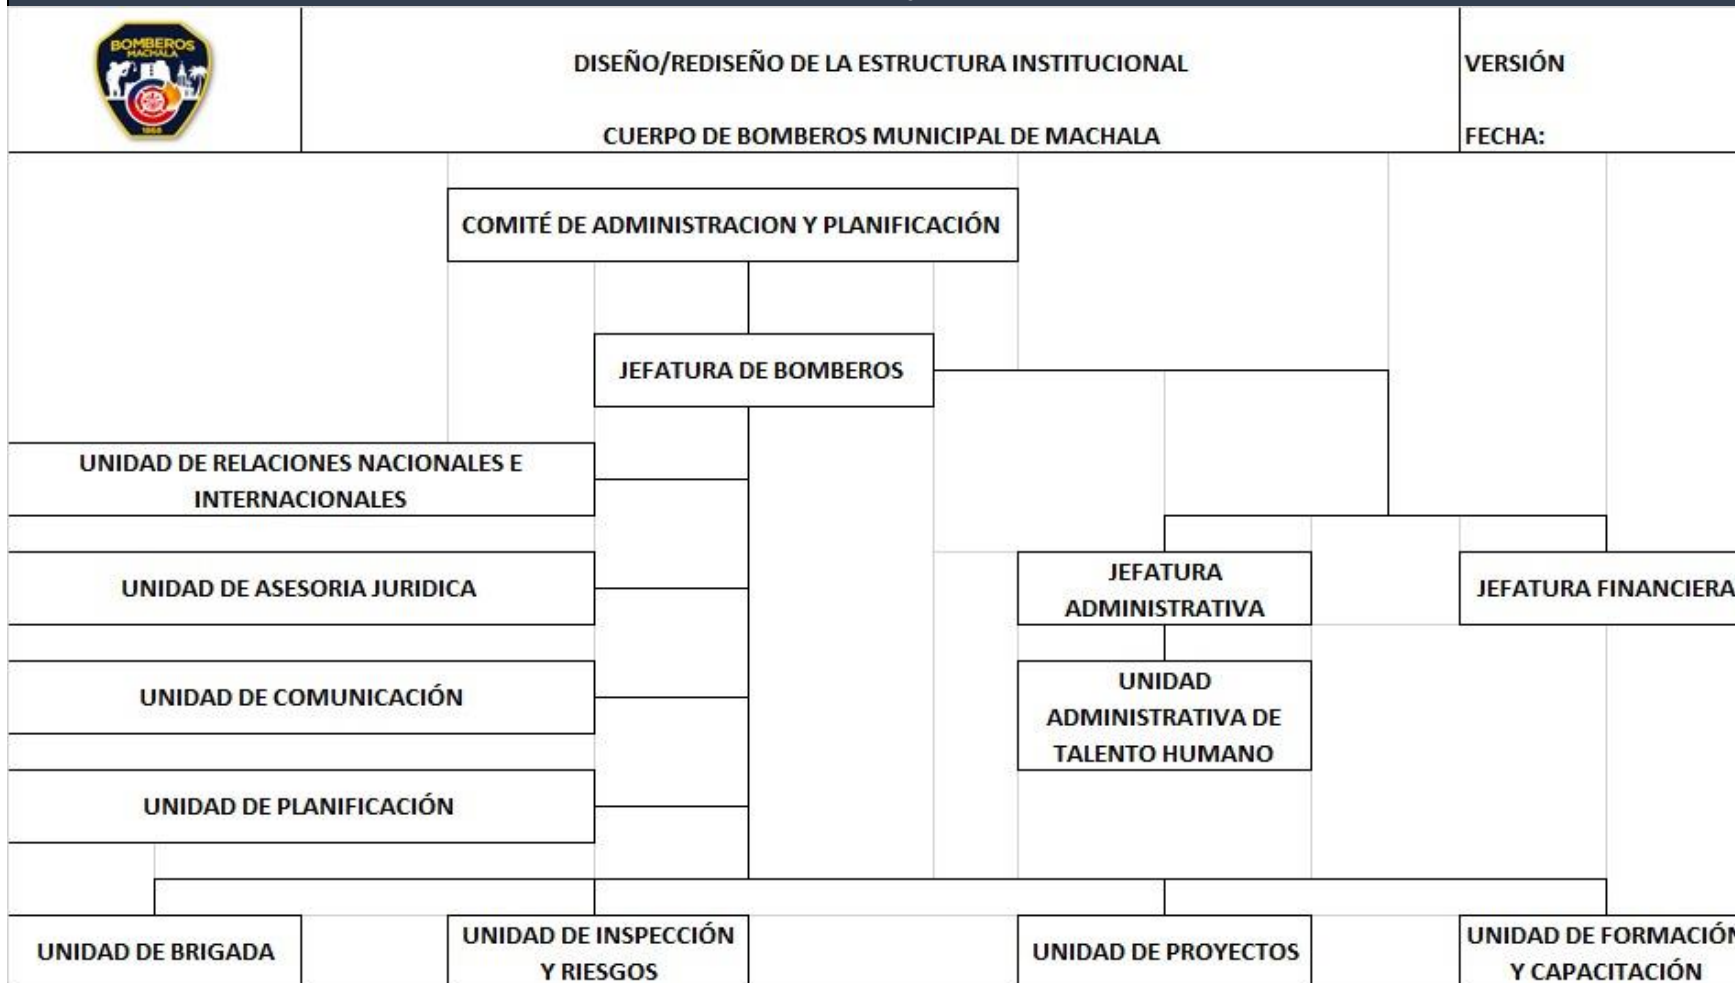 BOMBEROS
MACHALA
1868
DISEÑO/REDISEÑO DE LA ESTRUCTURA INSTITUCIONAL
CUERPO DE BOMBEROS MUNICIPAL DE MACHALA
VERSIÓN
FECHA:
COMITÉ DE ADMINISTRACION Y PLANIFICACIÓN
JEFATURA DE BOMBEROS
UNIDAD DE RELACIONES NACIONALES E
INTERNACIONALES
UNIDAD DE ASESORIA JURIDICA
JEFATURA
ADMINISTRATIVA
JEFATURA FINANCIERA
UNIDAD DE COMUNICACIÓN
UNIDAD
ADMINISTRATIVA DE
TALENTO HUMANO
UNIDAD DE PLANIFICACIÓN
UNIDAD DE BRIGADA
UNIDAD DE INSPECCIÓN
Y RIESGOS
UNIDAD DE PROYECTOS
UNIDAD DE FORMACIÓN
Y CAPACITACIÓN